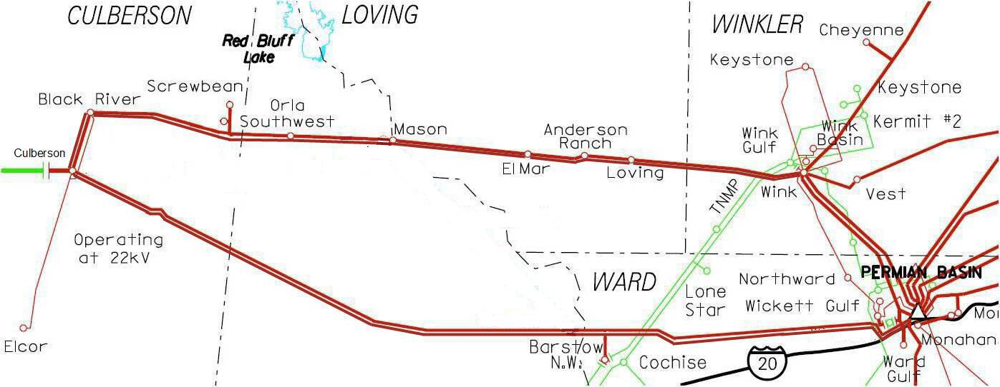 CULBERSON
LOVING
WINKLER
Cheyenne
Red Bluff
Lake
Keystone
Screwbean
Keystone
Black River
Orla
Southwest
Kermit #2
Mason
Anderson
Ranch
Wink
Basin
Wink
Gulf
Culberson
El Mar
Loving
Wink
Vest
TNMP
Operating
at 22kV
PERMIAN BASIN
WARD
Northward
Lone
Star
Wickett Gulf
Mo
Elcor
Barstow
N.W.
Cochise
20
Monahan
Ward
Gulf